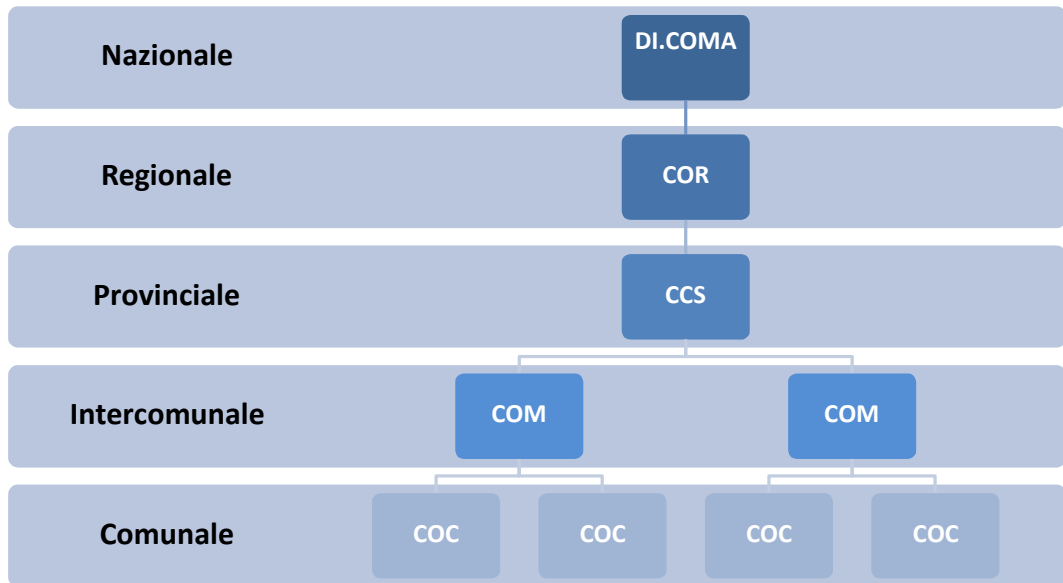 Nazionale
DI.COMA
Regionale
COR
Provinciale
CCS
Intercomunale
COM
COM
Comunale
COC
COC
COC
COC